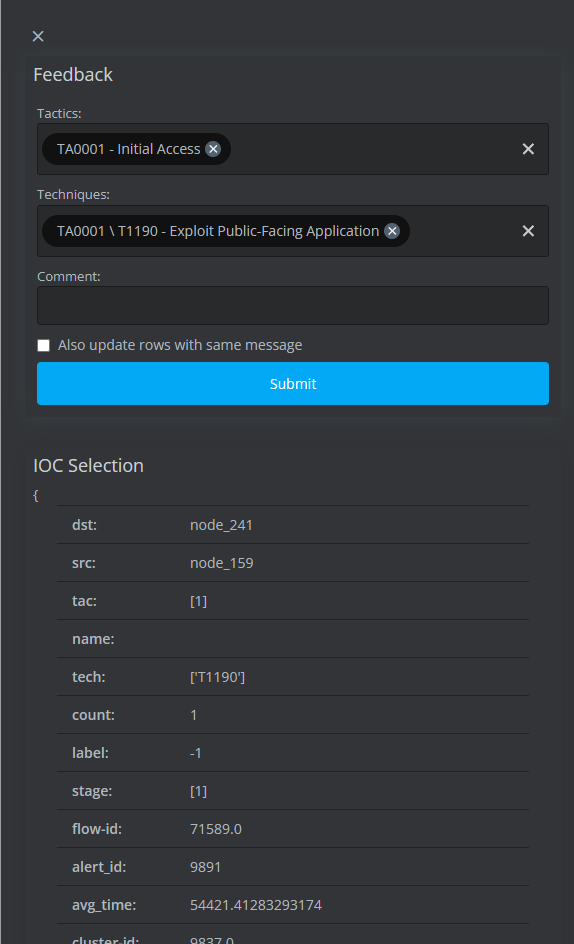 Feedback
Tactics:
TA0001 - Initial Access
Techniques:
TA0001 \ T1190 - Exploit Public-Facing Application
Comment:
Also update rows with same message
Submit
IOC Selection
{
dst: node_241
src: node_159
tac: [1]
name:
tech: ['T1190']
count: 1
label: -1
stage: [1]
flow-id: 71589.0
alert_id: 9891
avg_time: 54421.41283293174
cluster-id: 9837.0